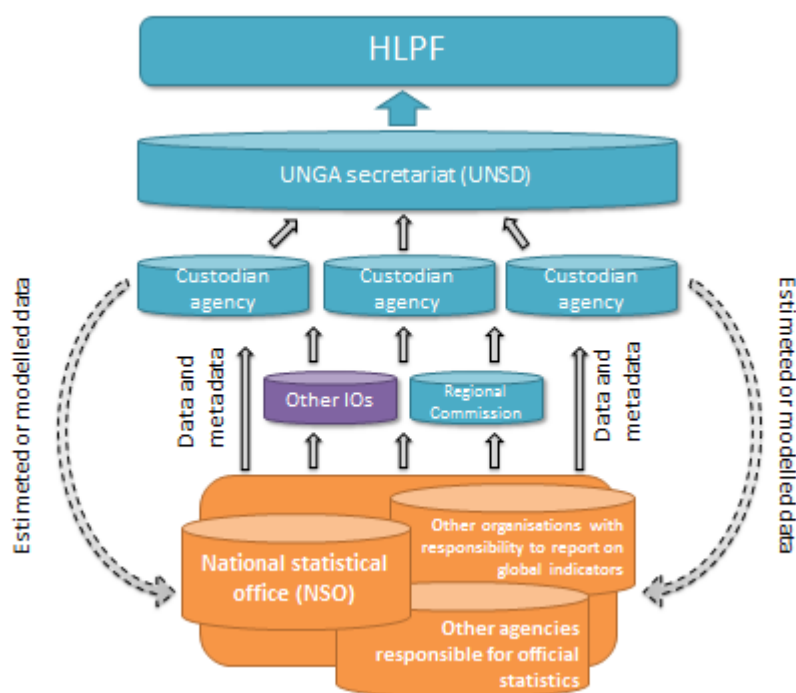 HLPF
UNGA secretariat (UNSD)
Custodian
agency
Custodian
agency
Custodian
agency
Estimeted or modelled data
Data and
metadata
Other IOs
Regional
Commission
Data and
metadata
Estimeted or modelled data
National statistical
office (NSO)
Other organisations with
responsibility to report on
global indicators
Other agencies
responsible for official
statistics